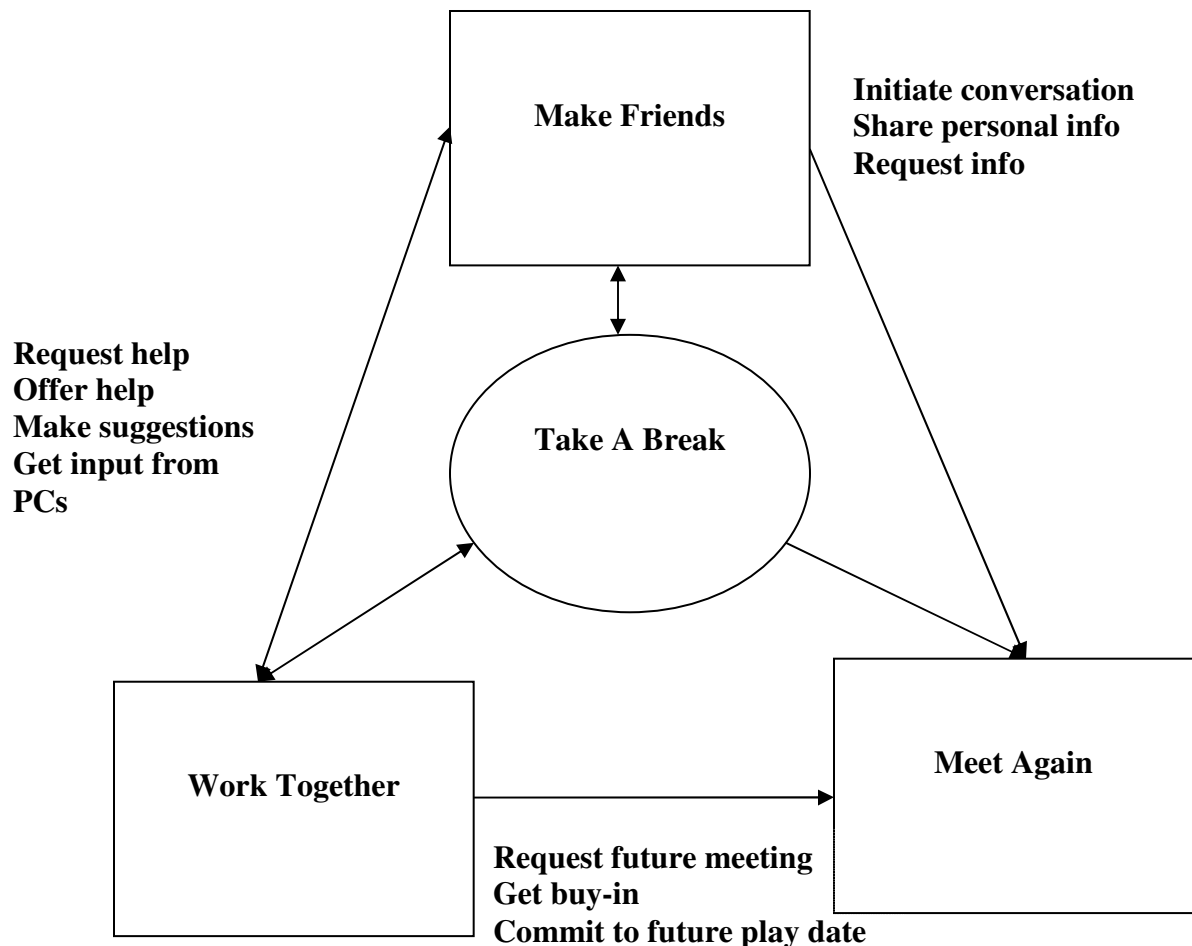 Make Friends
Initiate conversation
Share personal info
Request info
Request help
Offer help
Make suggestions
Get input from
PCs
Take A Break
Work Together
Meet Again
Request future meeting
Get buy-in
Commit to future play date